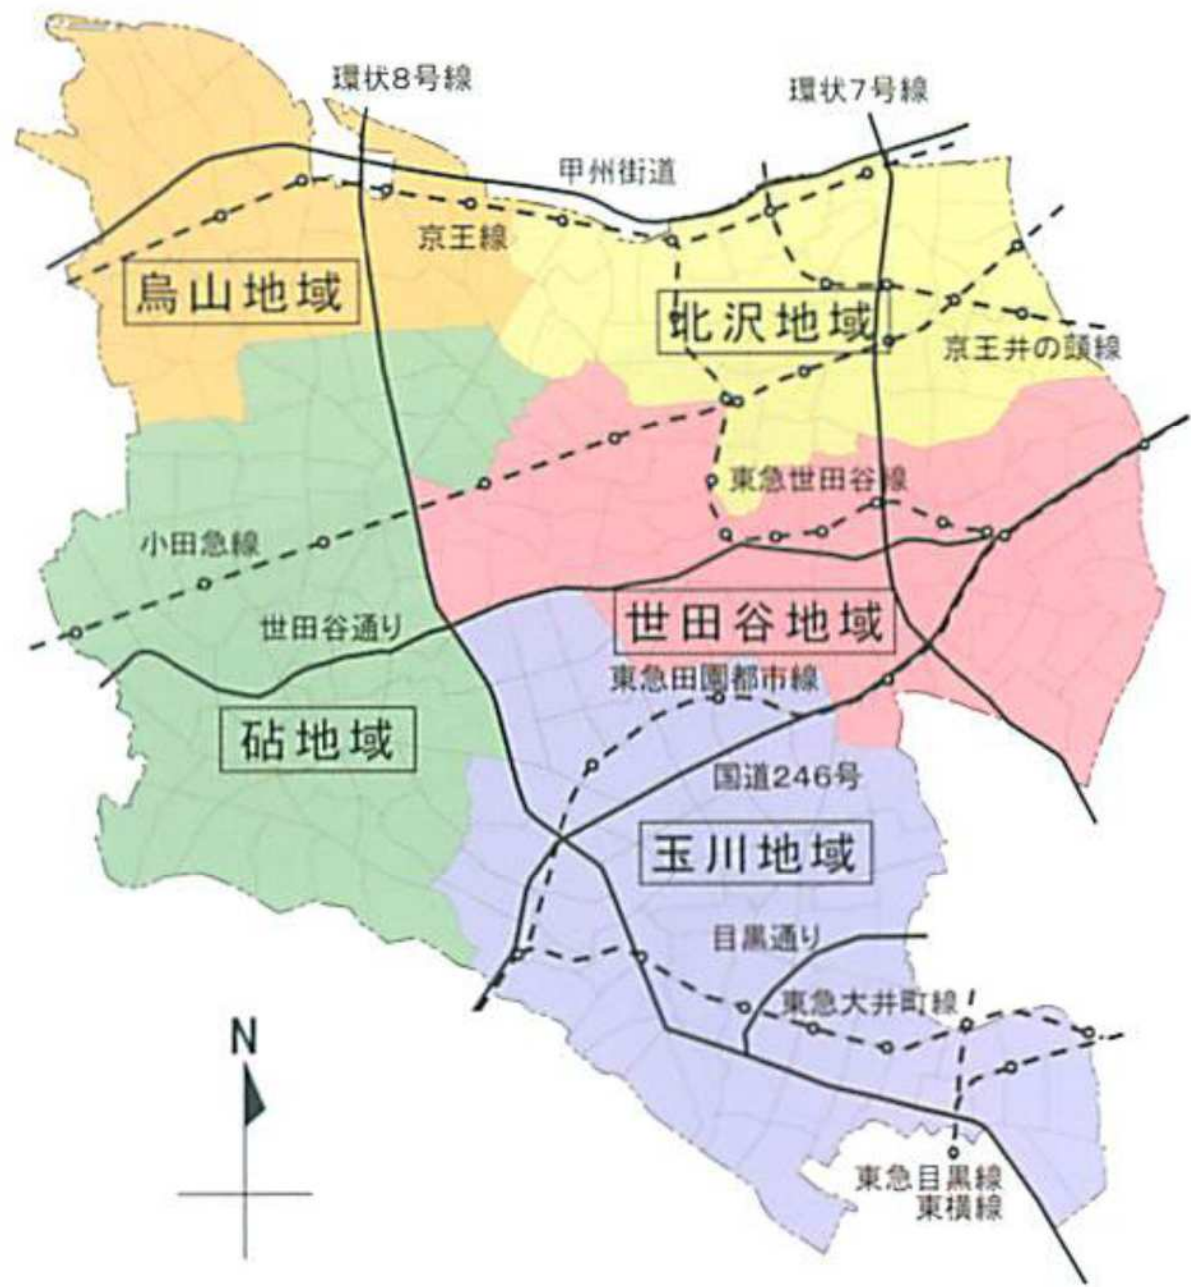 環状8号線
環状7号線
甲州街道
京王線
烏山地域
北沢地域
京王井の頭線
東急世田谷線
小田急線
世田谷通り
世田谷地域
東急田園都市線
砧地域
国道246号
玉川地域
目黒通り
東急大井町線
N
東急目黒線
東横線